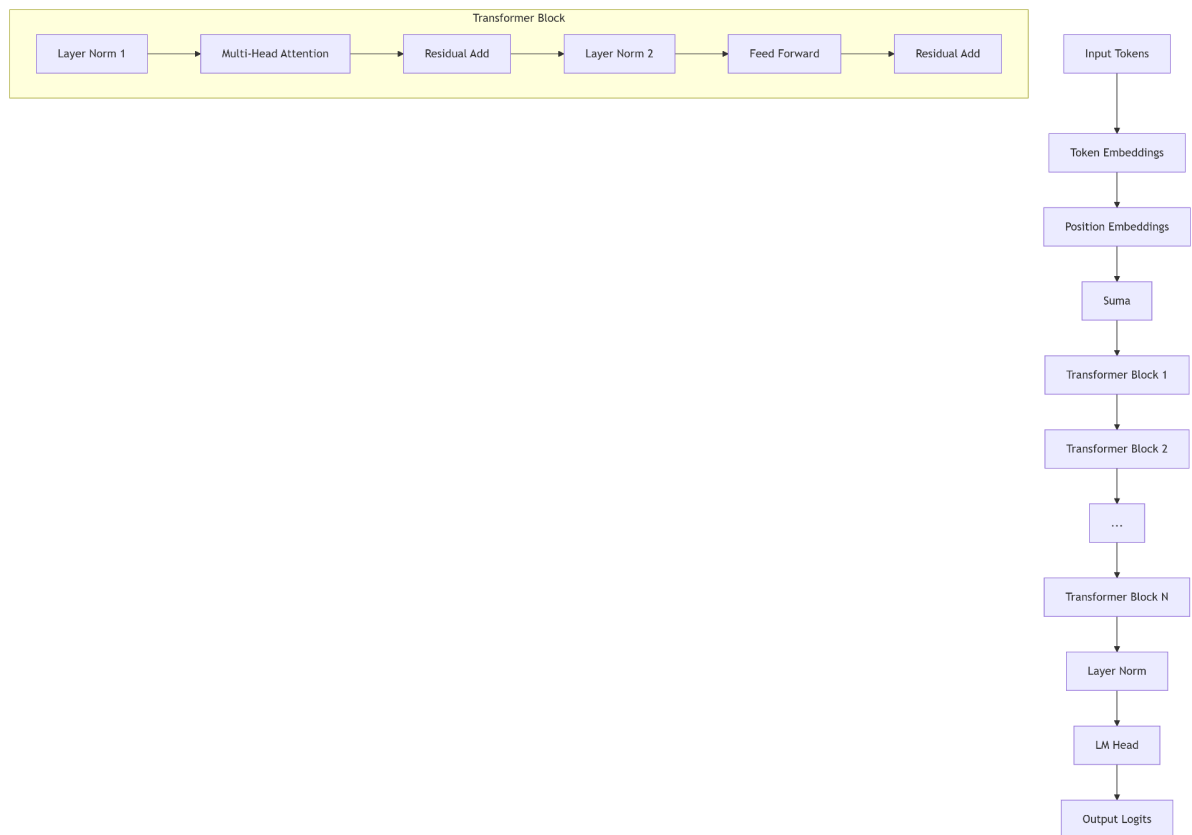 Transformer Block
Layer Norm 1
Multi-Head Attention
Residual Add
Layer Norm 2
Feed Forward
Residual Add
Input Tokens
Token Embeddings
Position Embeddings
Suma
Transformer Block 1
Transformer Block 2
...
Transformer Block N
Layer Norm
LM Head
Output Logits